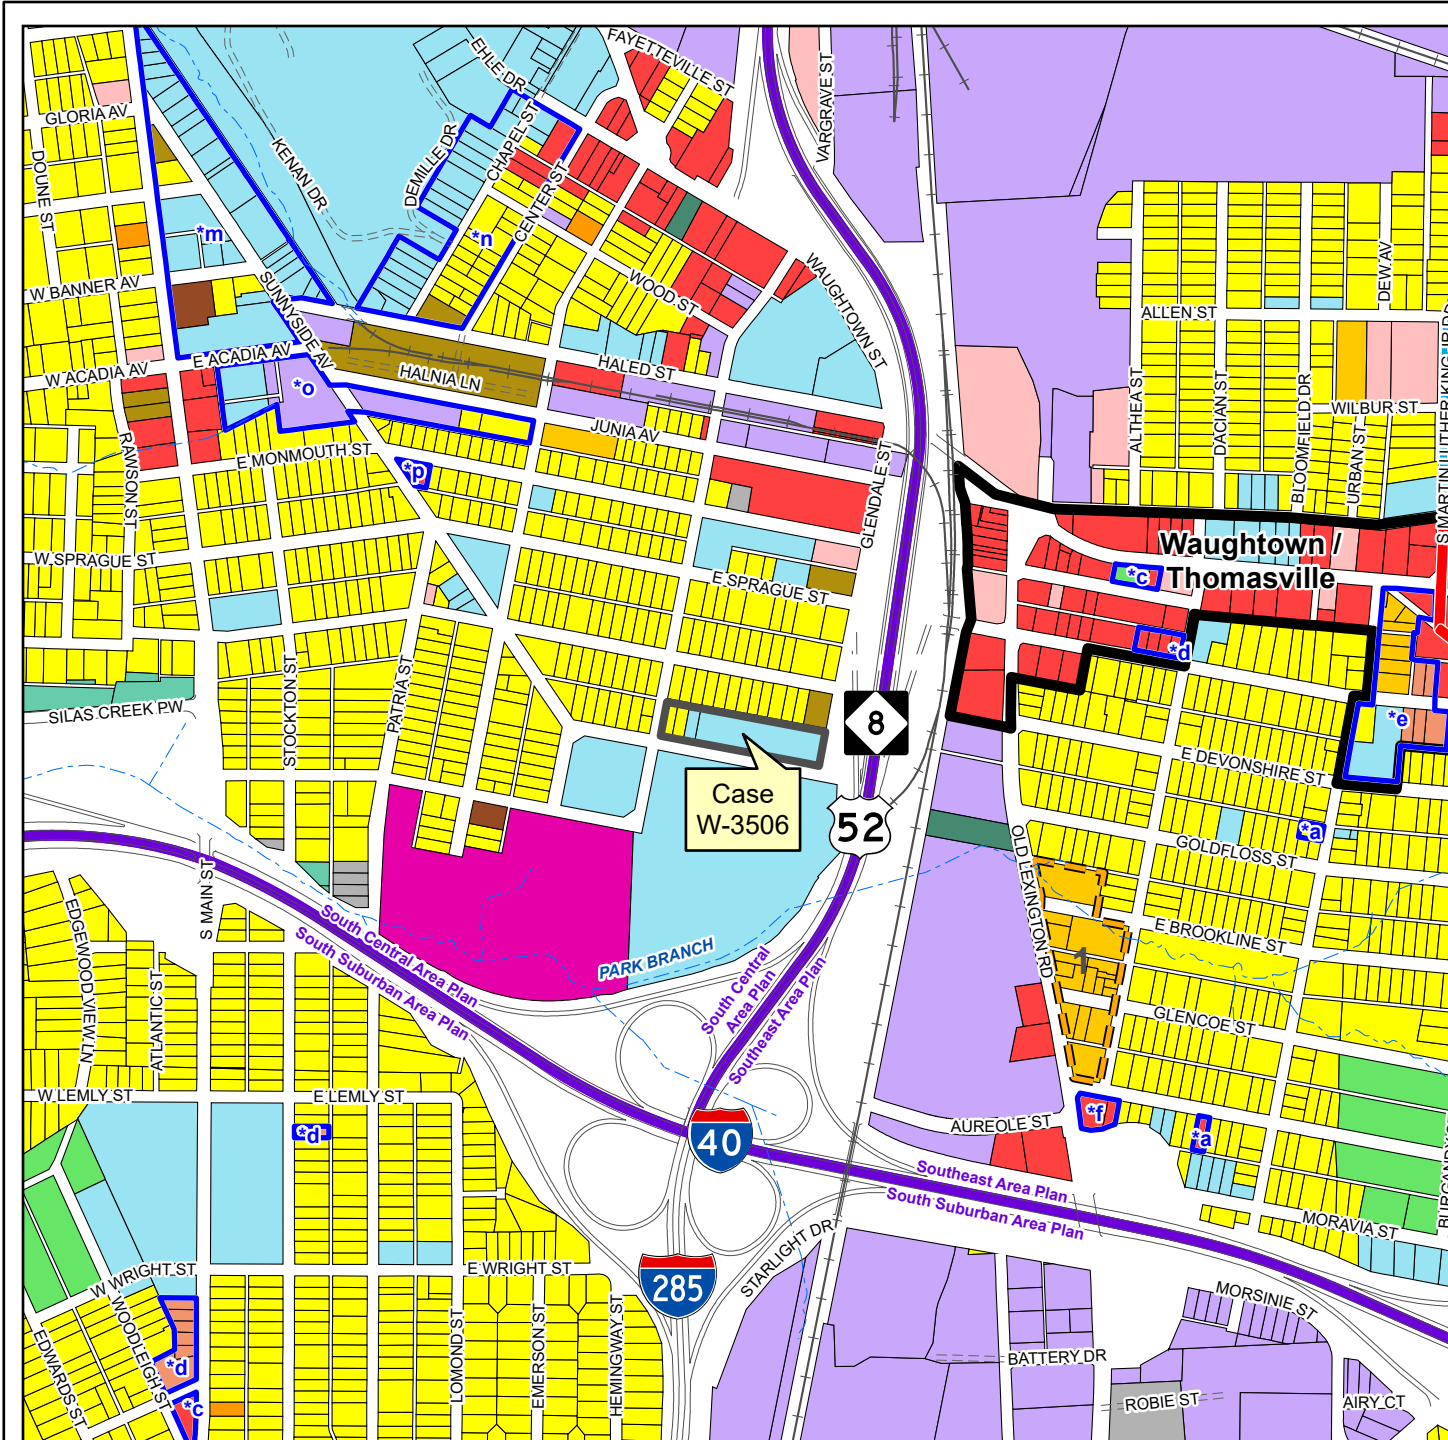 FAYETTEVILLE ST
EHLE DR
VARGRAVE ST
GLORIA AV
CHAPEL ST
DEMILLE DR
KENAN DR
DOUNE ST
CENTER ST
*m
*n
WOOD ST
WAUGHTOWN ST
DEW AV
W BANNER AV
SUNNYSIDE AV
ALLEN ST
E ACADIA AV
W ACADIA AV
HALED ST
HALNIA LN
*o
ALTHEA ST
DACIAN ST
BLOOMFIELD DR
WILBUR ST
URBAN ST
S MARTIN LUTHER KING JR DR
JUNIA AV
RAWSON ST
E MONMOUTH ST
*p
GLENDALE ST
W SPRAGUE ST
E SPRAGUE ST
Waughtown /
Thomasville
*c
*d
STOCKTON ST
PATRIA ST
SILAS CREEK PW
8
*e
E DEVONSHIRE ST
Case
W-3506
52
*a
GOLDFLOSS ST
OLD LEXINGTON RD
S MAIN ST
EDGEWOOD VIEW LN
ATLANTIC ST
South Central Area Plan
South Suburban Area Plan
PARK BRANCH
South Central
Area Plan
Southeast Area Plan
E BROOKLINE ST
1
GLENCOE ST
W LEMLY ST
E LEMLY ST
*d
40
AUREOLE ST
*f
*a
Southeast Area Plan
South Suburban Area Plan
MORAVIA ST
STARLIGHT DR
W WRIGHT ST
E WRIGHT ST
285
MORSINIE ST
WOODLEIGH ST
EDWARDS ST
*d
*c
LOMOND ST
EMERSON ST
HEMINGWAY ST
BATTERY DR
ROBIE ST
AIRY CT